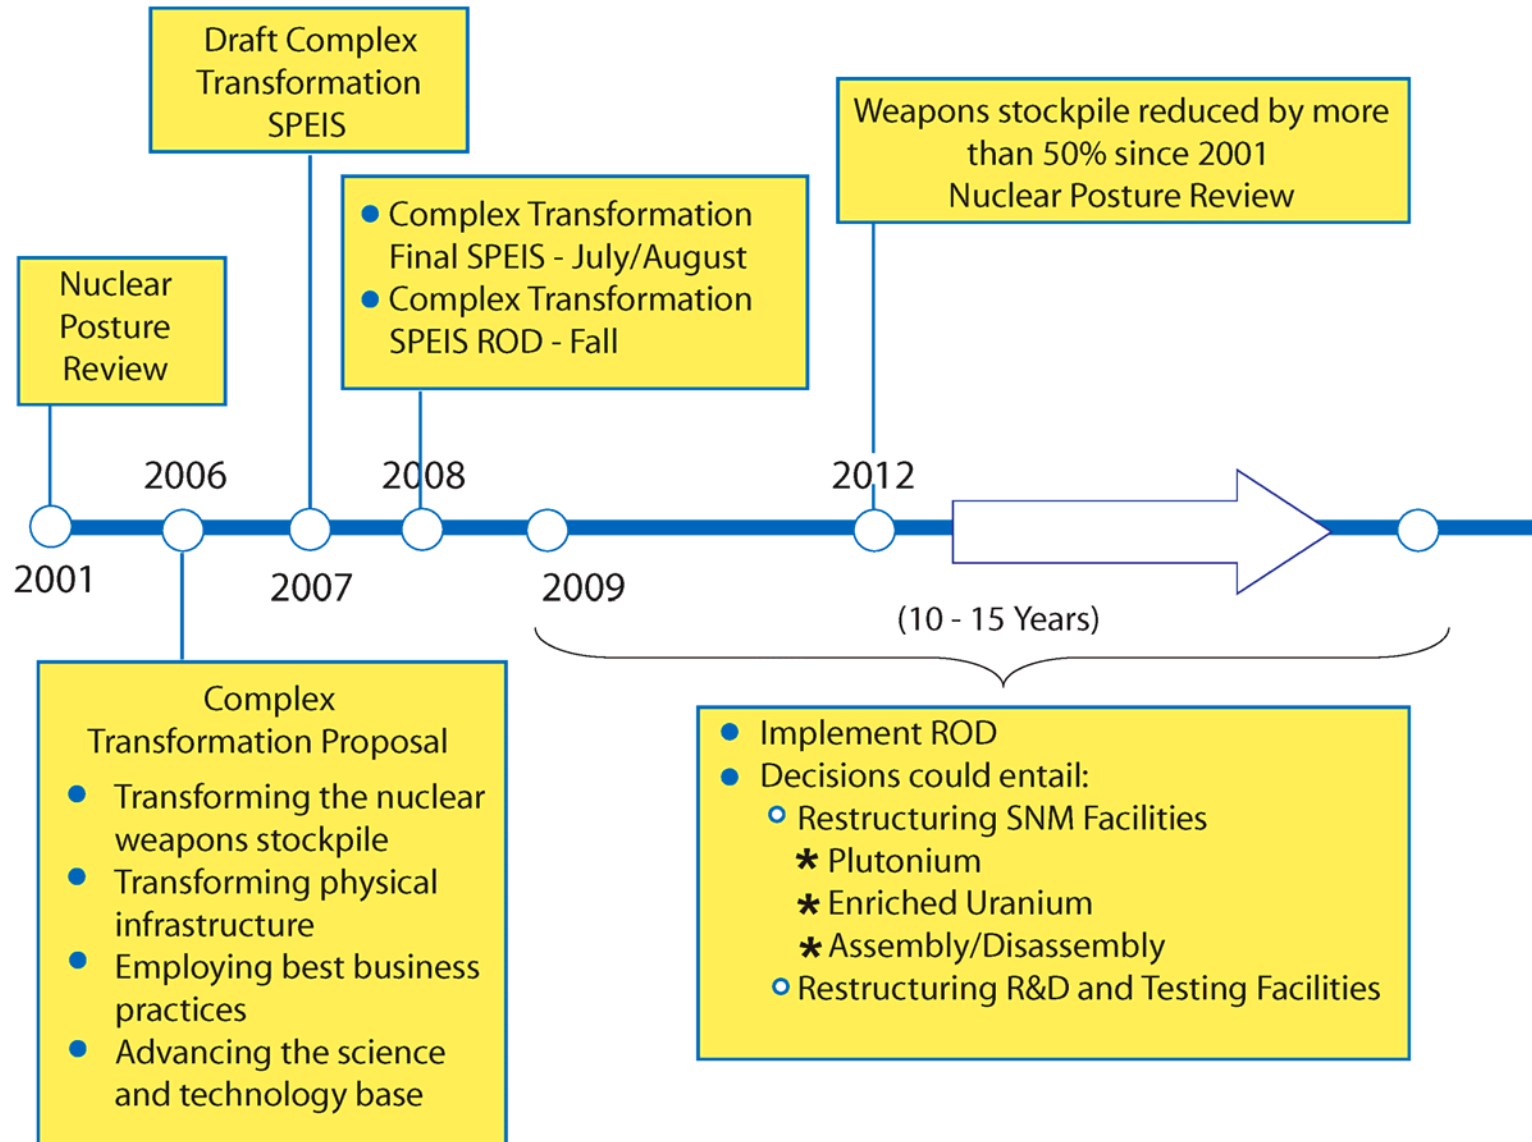 Draft Complex
Transformation
SPEIS
Weapons stockpile reduced by more
than 50% since 2001
Nuclear Posture Review
● Complex Transformation
Final SPEIS - July/August
● Complex Transformation
SPEIS ROD - Fall
Nuclear
Posture
Review
2006
2008
2012
2001
2007
2009
(10 - 15 Years)
Complex
Transformation Proposal
● Transforming the nuclear
weapons stockpile
● Transforming physical
infrastructure
● Employing best business
practices
● Advancing the science
and technology base
● Implement ROD
● Decisions could entail:
○ Restructuring SNM Facilities
* Plutonium
* Enriched Uranium
* Assembly/Disassembly
○ Restructuring R&D and Testing Facilities